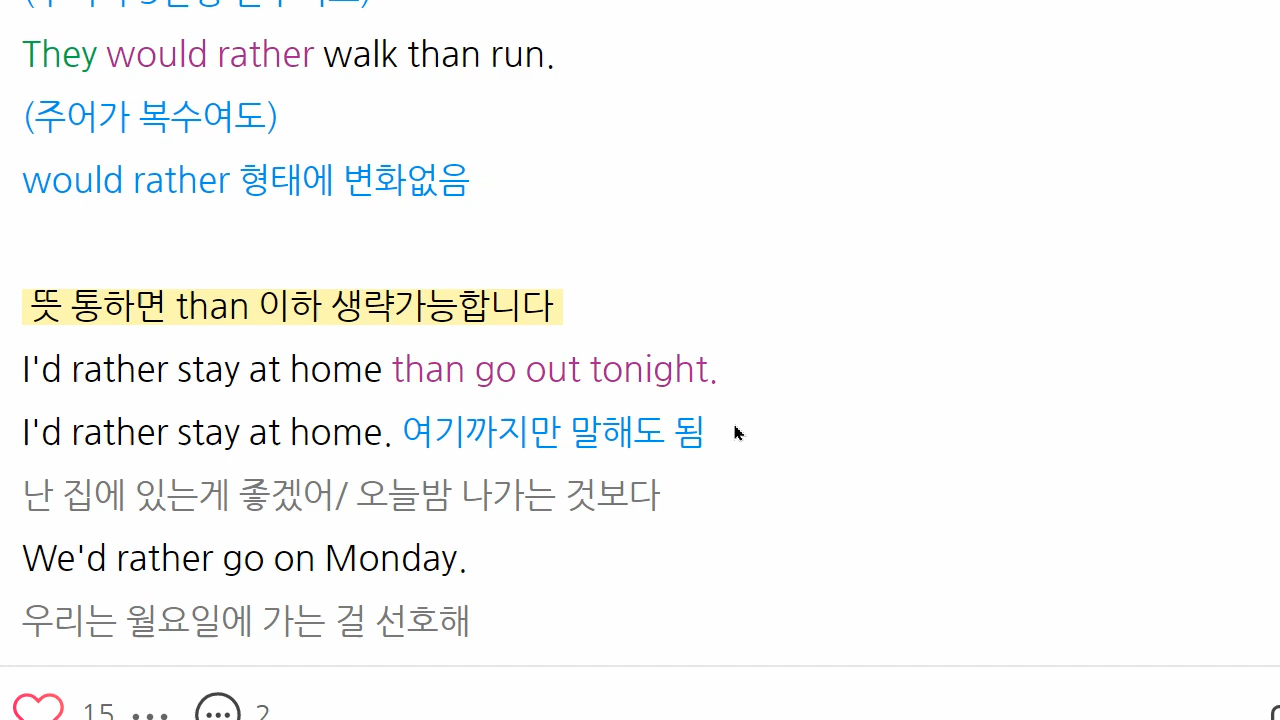 They would rather walk than run.
(주어가 복수여도)
would rather 형태에 변화없음
뜻 통하면 than 이하 생략가능합니다
I'd rather stay at home than go out tonight.
I'd rather stay at home. 여기까지만 말해도 됨
난 집에 있는게 좋겠어/ 오늘밤 나가는 것보다
We'd rather go on Monday.
우리는 월요일에 가는 걸 선호해
15 2